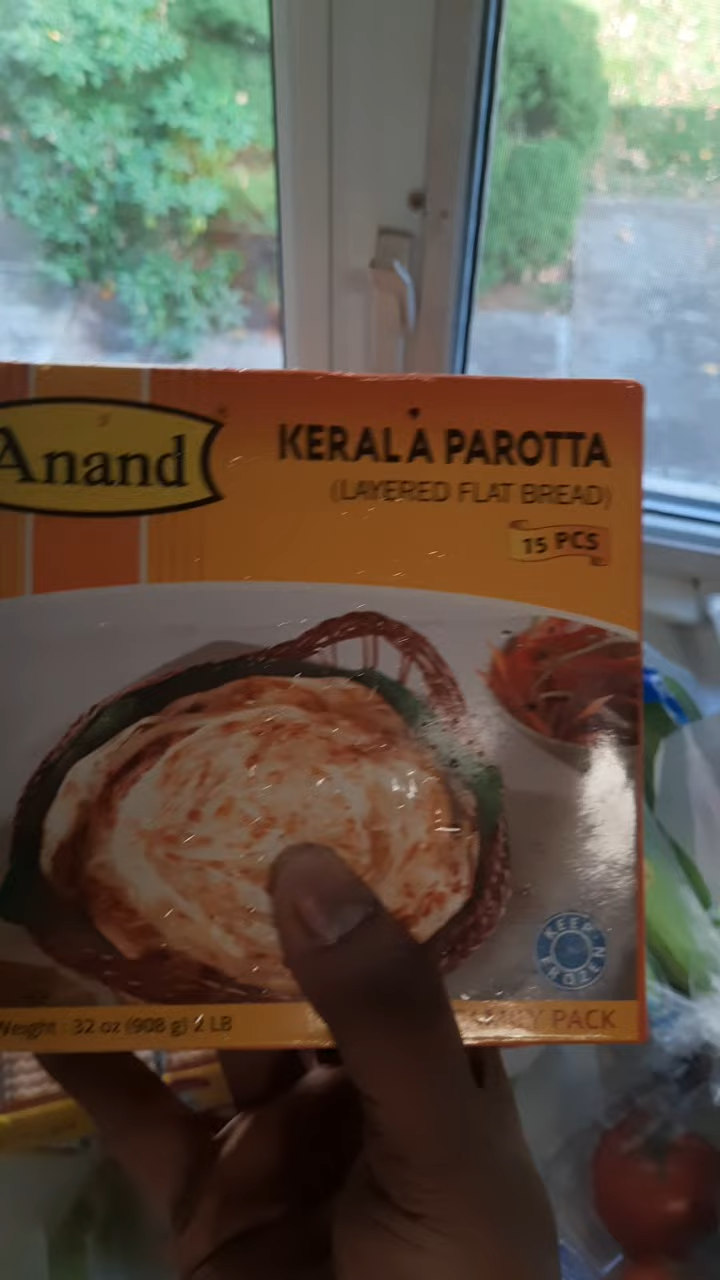 Anand
KERALA PAROTTA
(LAYERED FLAT BREAD)
15 PCS
KEEP FROZEN
Weight : 32 oz (908 g) 2 LB
PACK